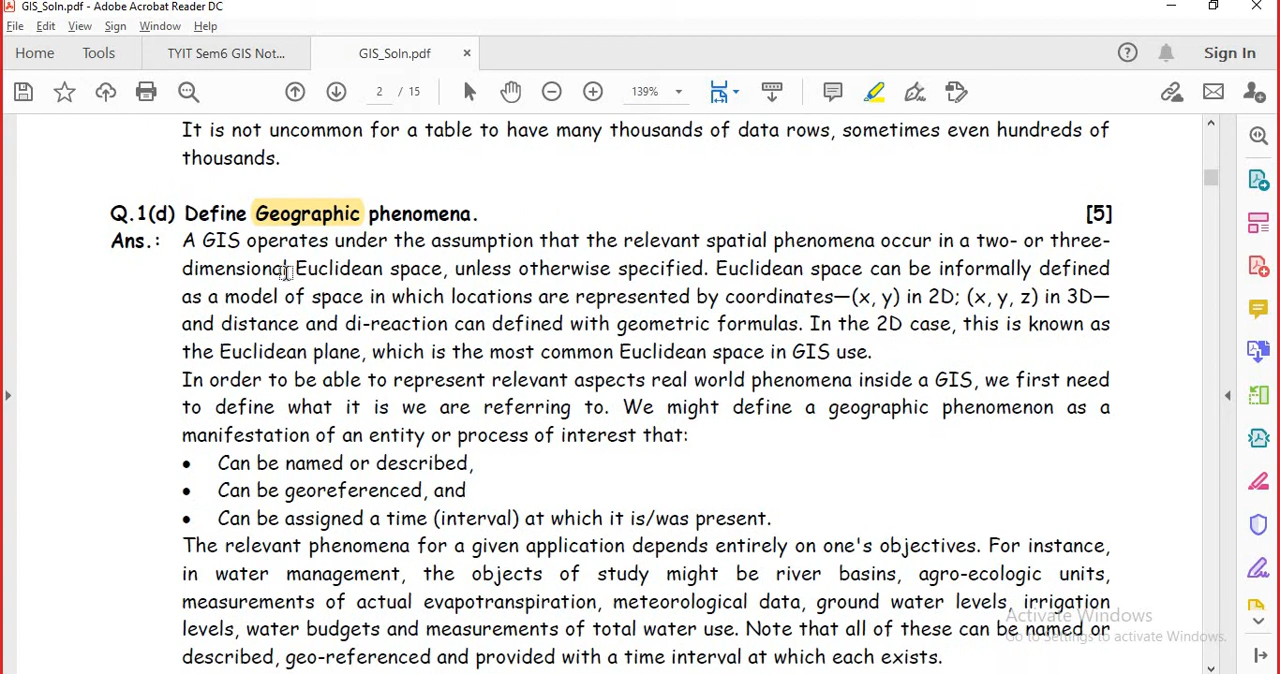 GIS_Soln.pdf - Adobe Acrobat Reader DC
File Edit View Sign Window Help
Home Tools TYIT Sem6 GIS Not... GIS_Soln.pdf × Sign In
2 / 15 139%
It is not uncommon for a table to have many thousands of data rows, sometimes even hundreds of
thousands.
Q.1(d) Define Geographic phenomena. [5]
Ans.: A GIS operates under the assumption that the relevant spatial phenomena occur in a two- or three-
dimensional Euclidean space, unless otherwise specified. Euclidean space can be informally defined
as a model of space in which locations are represented by coordinates—(x, y) in 2D; (x, y, z) in 3D—
and distance and di-reaction can defined with geometric formulas. In the 2D case, this is known as
the Euclidean plane, which is the most common Euclidean space in GIS use.
In order to be able to represent relevant aspects real world phenomena inside a GIS, we first need
to define what it is we are referring to. We might define a geographic phenomenon as a
manifestation of an entity or process of interest that:
• Can be named or described,
• Can be georeferenced, and
• Can be assigned a time (interval) at which it is/was present.
The relevant phenomena for a given application depends entirely on one's objectives. For instance,
in water management, the objects of study might be river basins, agro-ecologic units,
measurements of actual evapotranspiration, meteorological data, ground water levels, irrigation
levels, water budgets and measurements of total water use. Note that all of these can be named or
described, geo-referenced and provided with a time interval at which each exists.
Activate Windows
Go to Settings to activate Windows.